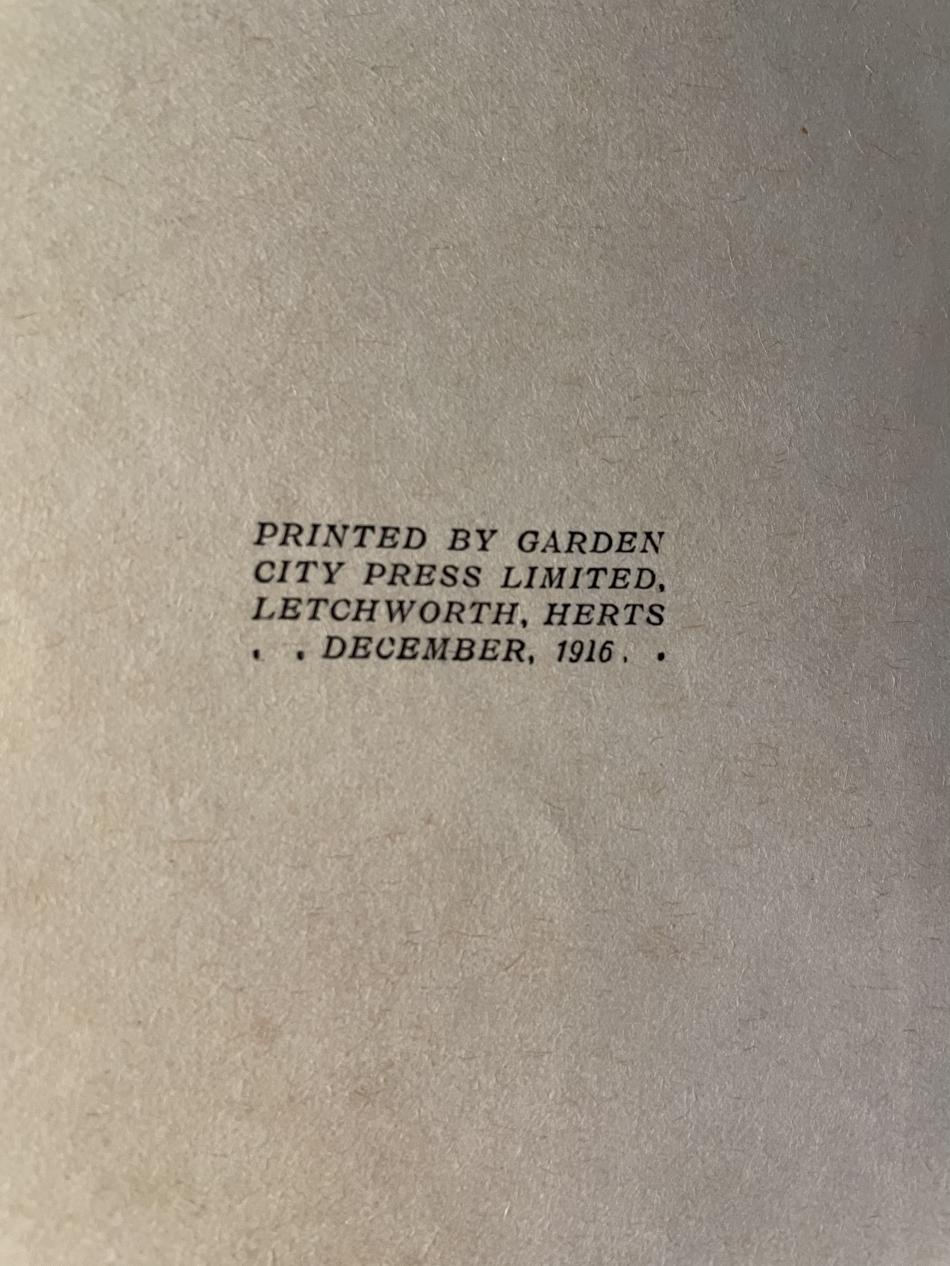 PRINTED BY GARDEN
CITY PRESS LIMITED,
LETCHWORTH, HERTS
. . DECEMBER, 1916 . .